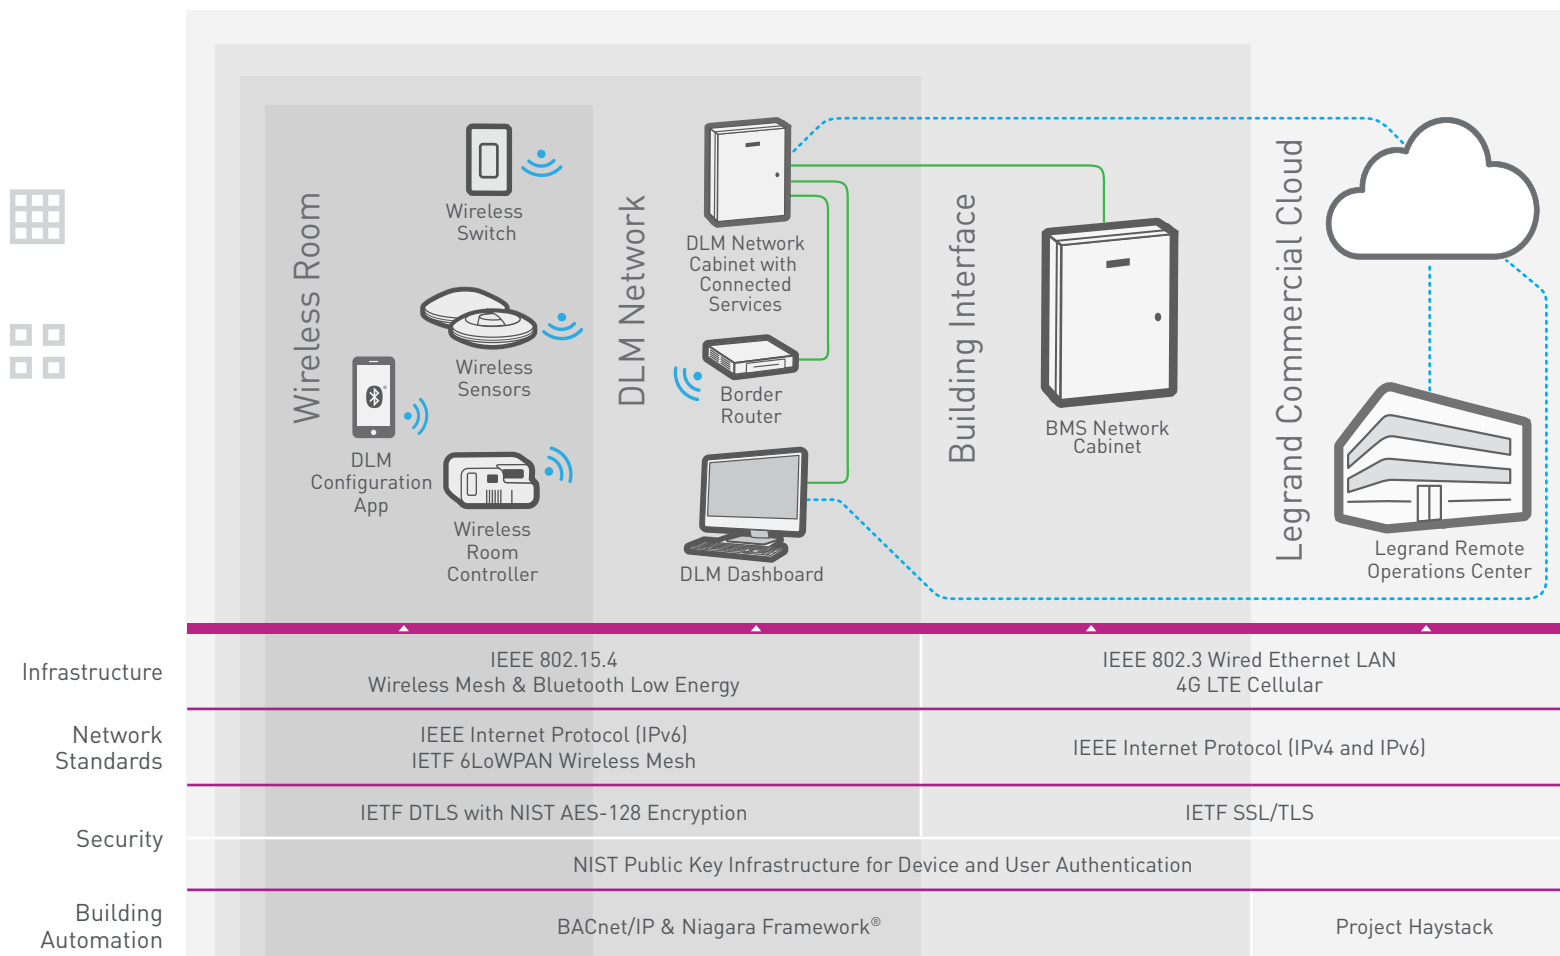 Wireless Room
Wireless
Switch
Wireless
Sensors
DLM
Configuration
App
Wireless
Room
Controller
DLM Network
DLM Network
Cabinet with
Connected
Services
Border
Router
DLM Dashboard
Building Interface
BMS Network
Cabinet
Legrand Commercial Cloud
Legrand Remote
Operations Center
Infrastructure
IEEE 802.15.4
Wireless Mesh & Bluetooth Low Energy
IEEE 802.3 Wired Ethernet LAN
4G LTE Cellular
Network
Standards
IEEE Internet Protocol (IPv6)
IETF 6LoWPAN Wireless Mesh
IEEE Internet Protocol (IPv4 and IPv6)
Security
IETF DTLS with NIST AES-128 Encryption
IETF SSL/TLS
NIST Public Key Infrastructure for Device and User Authentication
Building
Automation
BACnet/IP & Niagara Framework®
Project Haystack